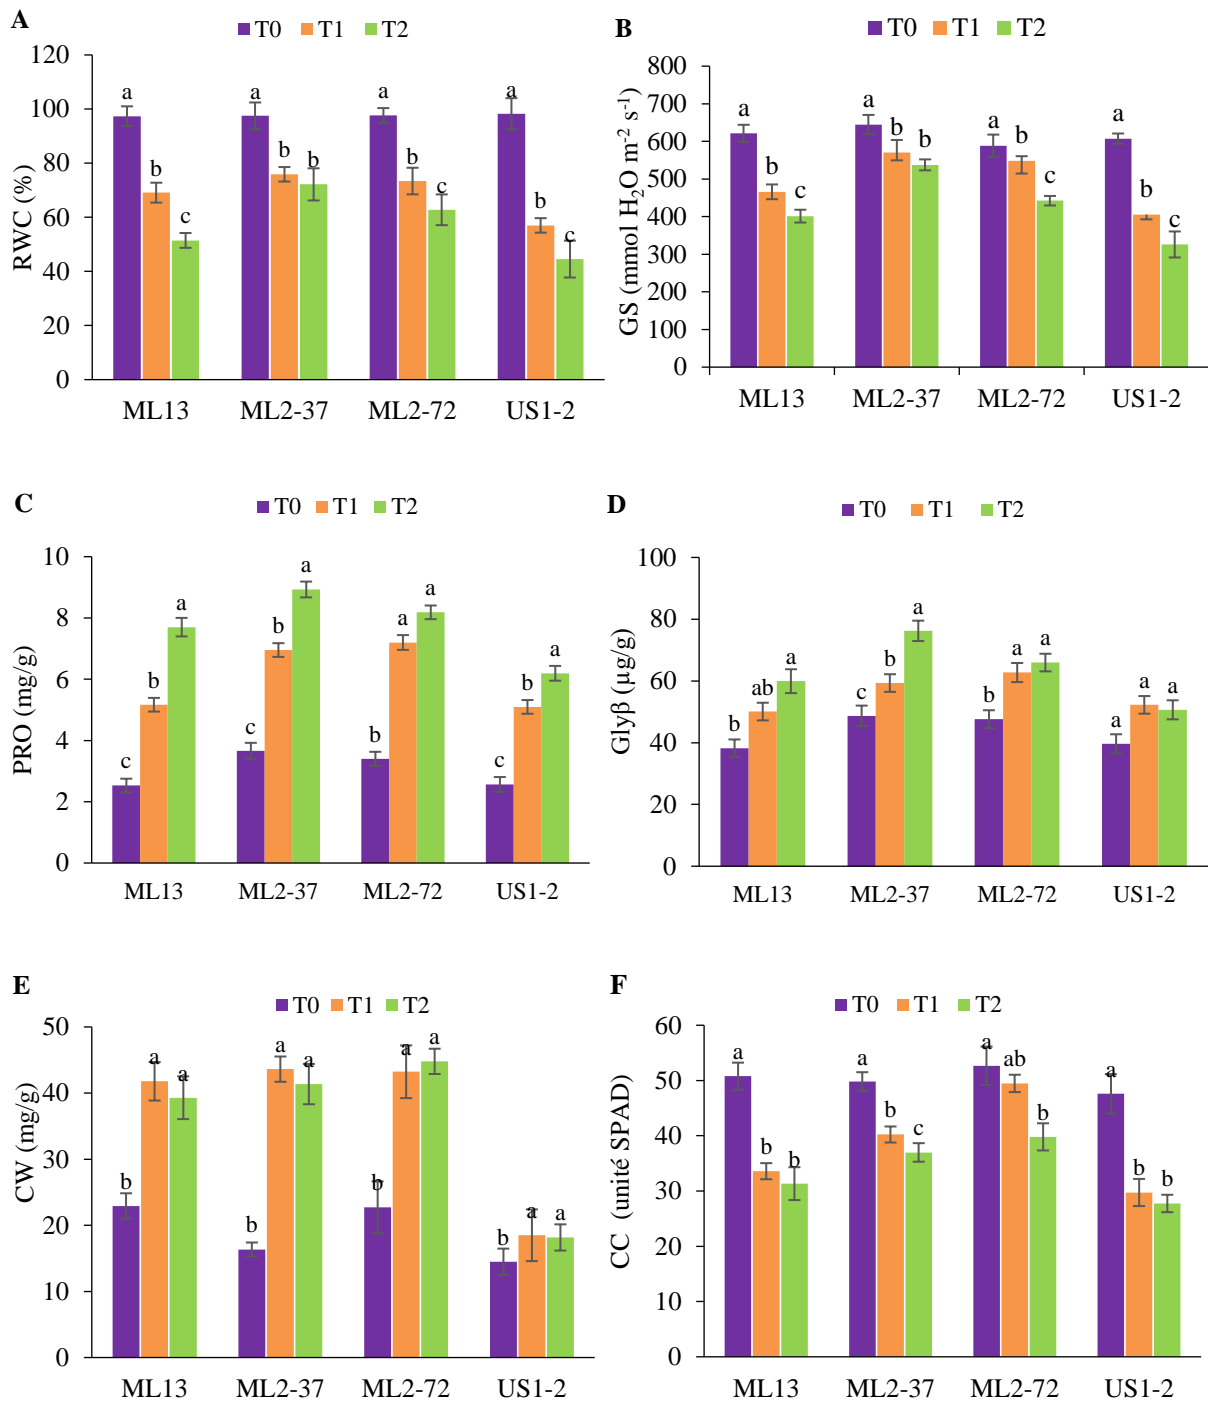 A
T0 T1 T2
120
100
80
60
40
20
0
RWC (%)
a b c
a b b
a b c
a b c
ML13 ML2-37 ML2-72 US1-2
B
T0 T1 T2
800
700
600
500
400
300
200
100
0
GS (mmol H₂O m⁻² s⁻¹)
a b c
a b b
a b c
a b c
ML13 ML2-37 ML2-72 US1-2
C
T0 T1 T2
10
8
6
4
2
0
PRO (mg/g)
c b a
c b a
b a a
c b a
ML13 ML2-37 ML2-72 US1-2
D
T0 T1 T2
100
80
60
40
20
0
Glyβ (µg/g)
b ab a
c b a
b a a
a a a
ML13 ML2-37 ML2-72 US1-2
E
T0 T1 T2
50
40
30
20
10
0
CW (mg/g)
b a a
b a a
b a a
b a a
ML13 ML2-37 ML2-72 US1-2
F
T0 T1 T2
60
50
40
30
20
10
0
CC (unité SPAD)
a b b
a b c
a ab b
a b b
ML13 ML2-37 ML2-72 US1-2